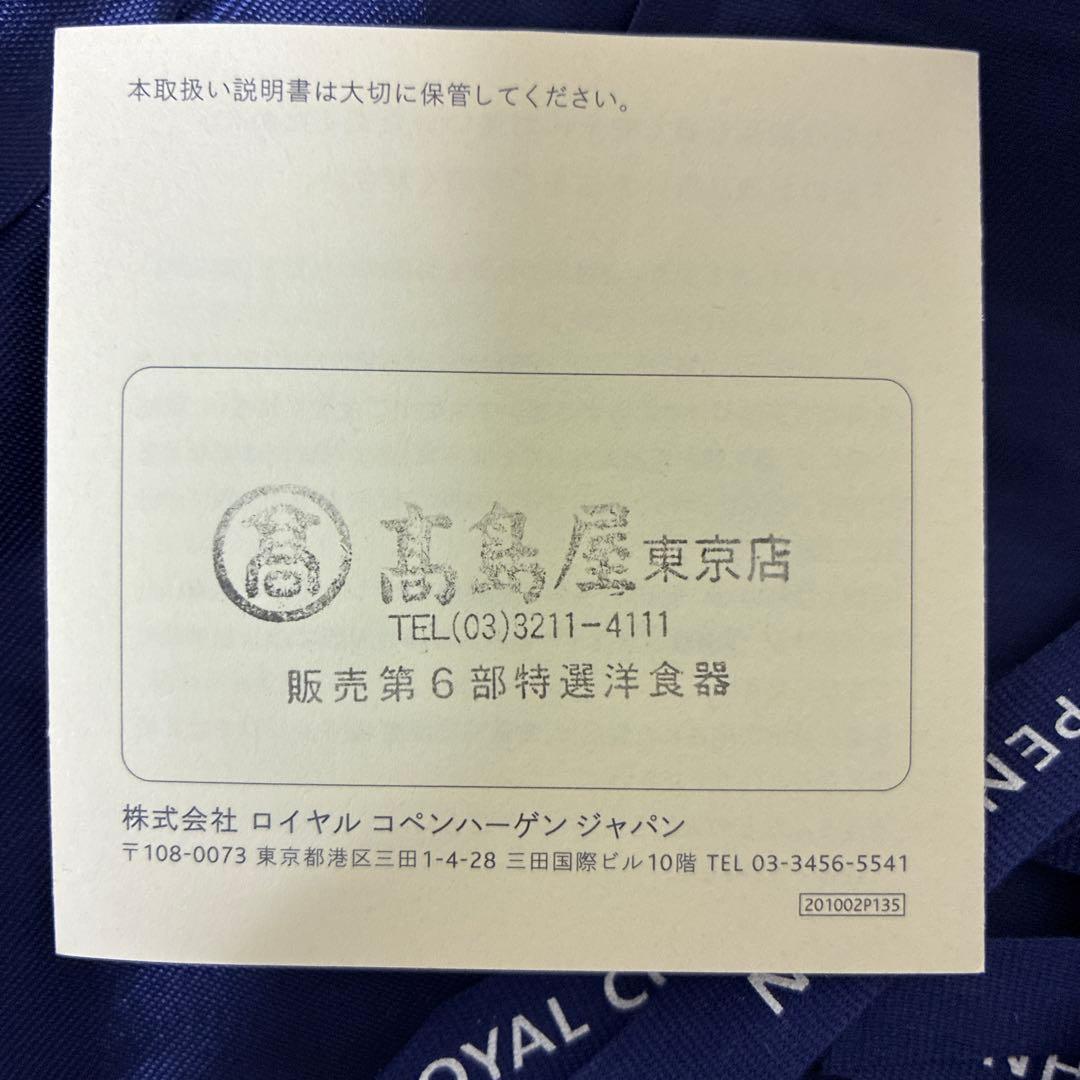 本取扱い説明書は大切に保管してください。
髙
髙島屋東京店
TEL(03)3211-4111
販売第6部特選洋食器
株式会社 ロイヤル コペンハーゲン ジャパン
〒108-0073 東京都港区三田1-4-28 三田国際ビル10階 TEL 03-3456-5541
201002P135
PEN
OYAL C
N
HN